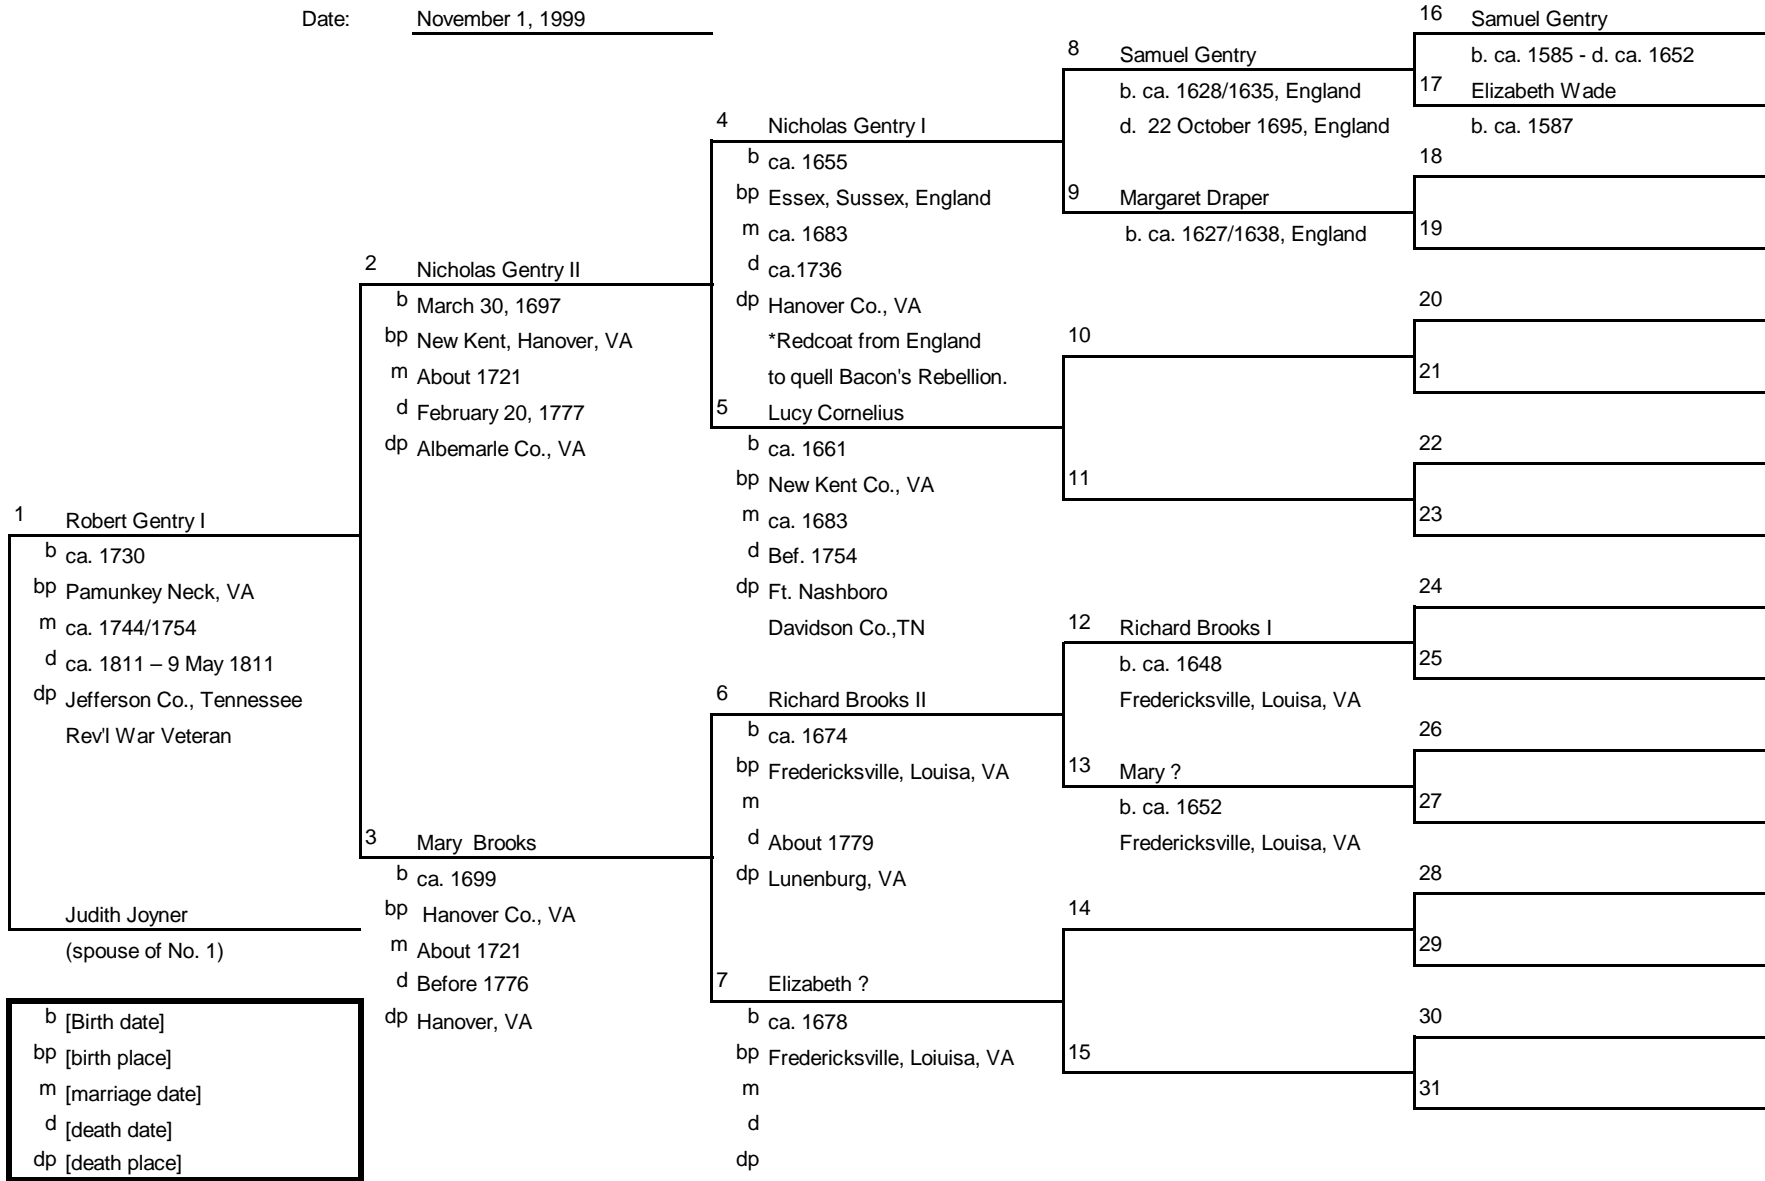 Date: November 1, 1999
1 Robert Gentry I
b ca. 1730
bp Pamunkey Neck, VA
m ca. 1744/1754
d ca. 1811 – 9 May 1811
dp Jefferson Co., Tennessee
Rev'l War Veteran
Judith Joyner
(spouse of No. 1)
b [Birth date]
bp [birth place]
m [marriage date]
d [death date]
dp [death place]
2 Nicholas Gentry II
b March 30, 1697
bp New Kent, Hanover, VA
m About 1721
d February 20, 1777
dp Albemarle Co., VA
3 Mary Brooks
b ca. 1699
bp Hanover Co., VA
m About 1721
d Before 1776
dp Hanover, VA
4 Nicholas Gentry I
b ca. 1655
bp Essex, Sussex, England
m ca. 1683
d ca.1736
dp Hanover Co., VA
*Redcoat from England
to quell Bacon's Rebellion.
5 Lucy Cornelius
b ca. 1661
bp New Kent Co., VA
m ca. 1683
d Bef. 1754
dp Ft. Nashboro
Davidson Co.,TN
6 Richard Brooks II
b ca. 1674
bp Fredericksville, Louisa, VA
m
d About 1779
dp Lunenburg, VA
7 Elizabeth ?
b ca. 1678
bp Fredericksville, Loiuisa, VA
m
d
dp
8 Samuel Gentry
b. ca. 1628/1635, England
d. 22 October 1695, England
9 Margaret Draper
b. ca. 1627/1638, England
10
11
12 Richard Brooks I
b. ca. 1648
Fredericksville, Louisa, VA
13 Mary ?
b. ca. 1652
Fredericksville, Louisa, VA
14
15
16 Samuel Gentry
b. ca. 1585 - d. ca. 1652
17 Elizabeth Wade
b. ca. 1587
18
19
20
21
22
23
24
25
26
27
28
29
30
31